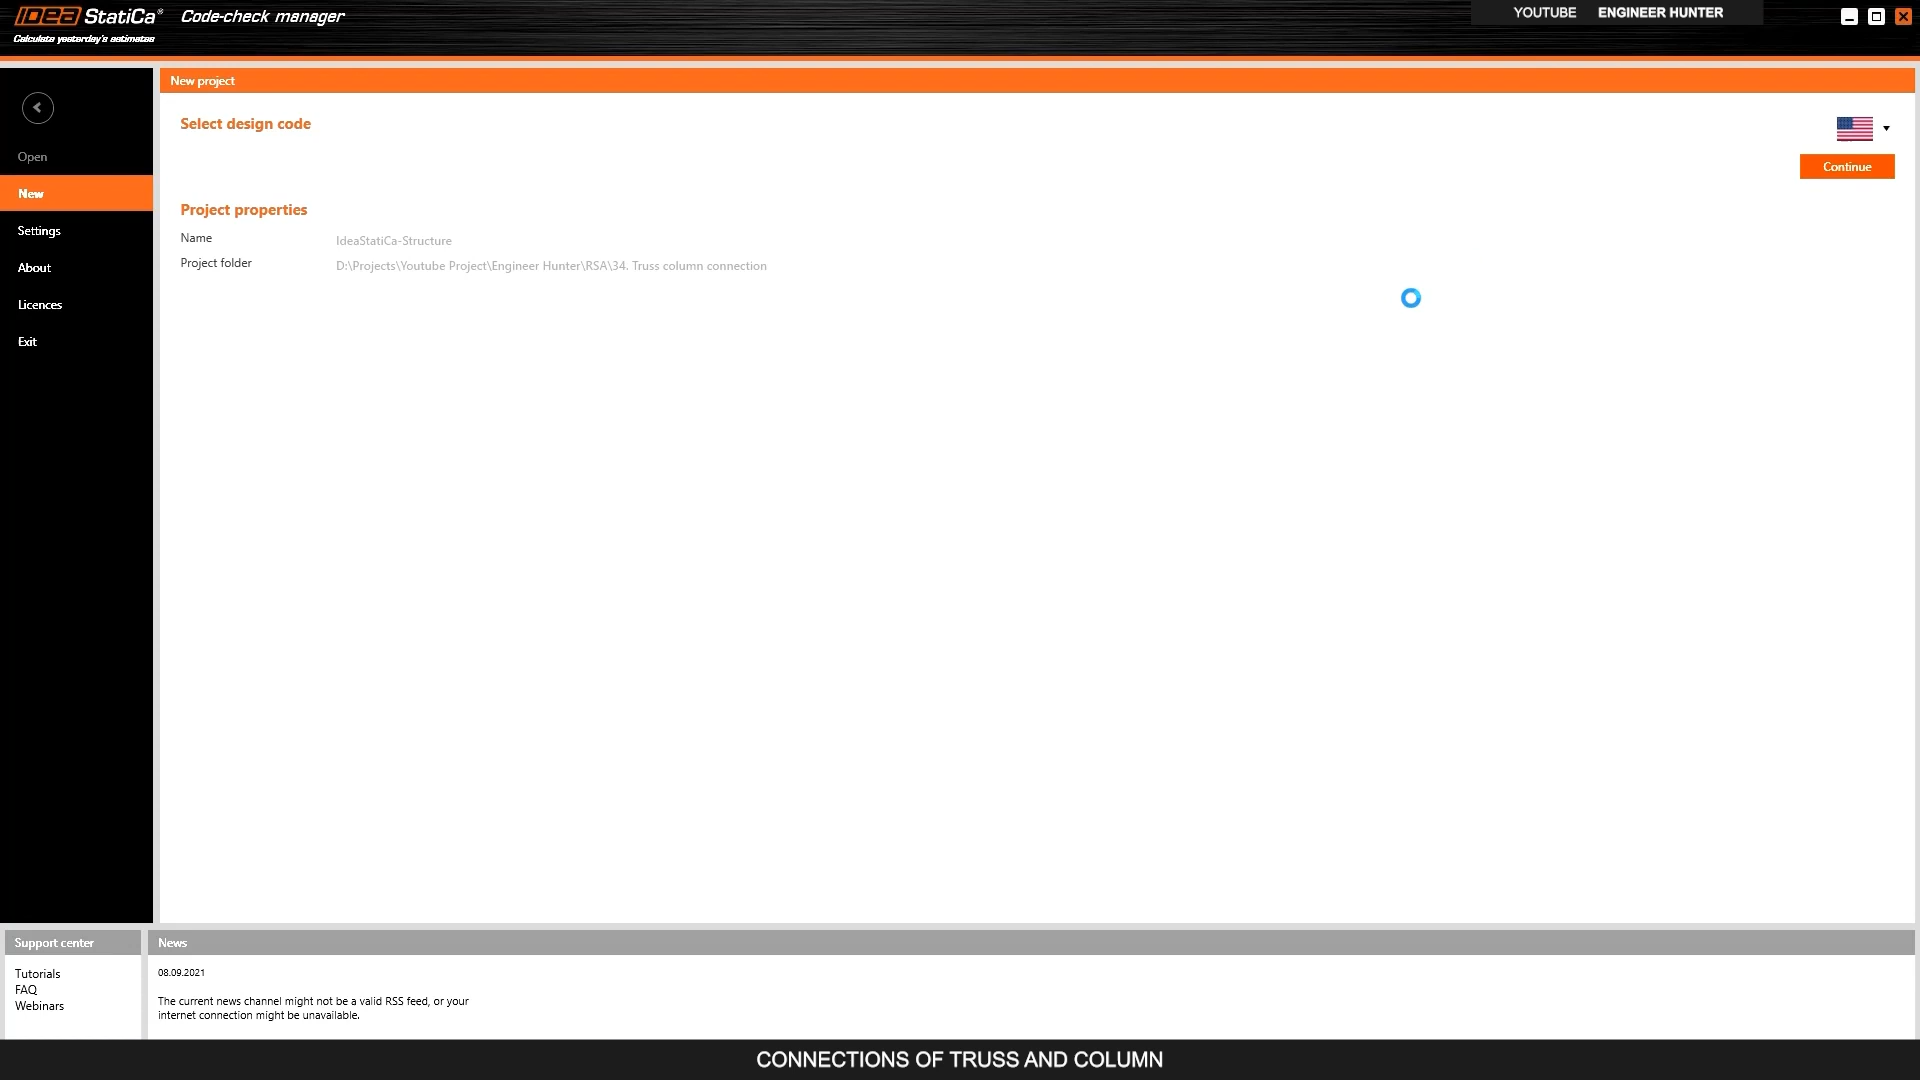 IDEA StatiCa® Code-check manager
Calculate yesterday's estimates
YOUTUBE ENGINEER HUNTER
New project
Select design code
Continue
Open
New
Settings
About
Licences
Exit
Project properties
Name IdeaStatiCa-Structure
Project folder D:\Projects\Youtube Project\Engineer Hunter\RSA\34. Truss column connection
Support center
Tutorials
FAQ
Webinars
News
08.09.2021
The current news channel might not be a valid RSS feed, or your
internet connection might be unavailable.
CONNECTIONS OF TRUSS AND COLUMN